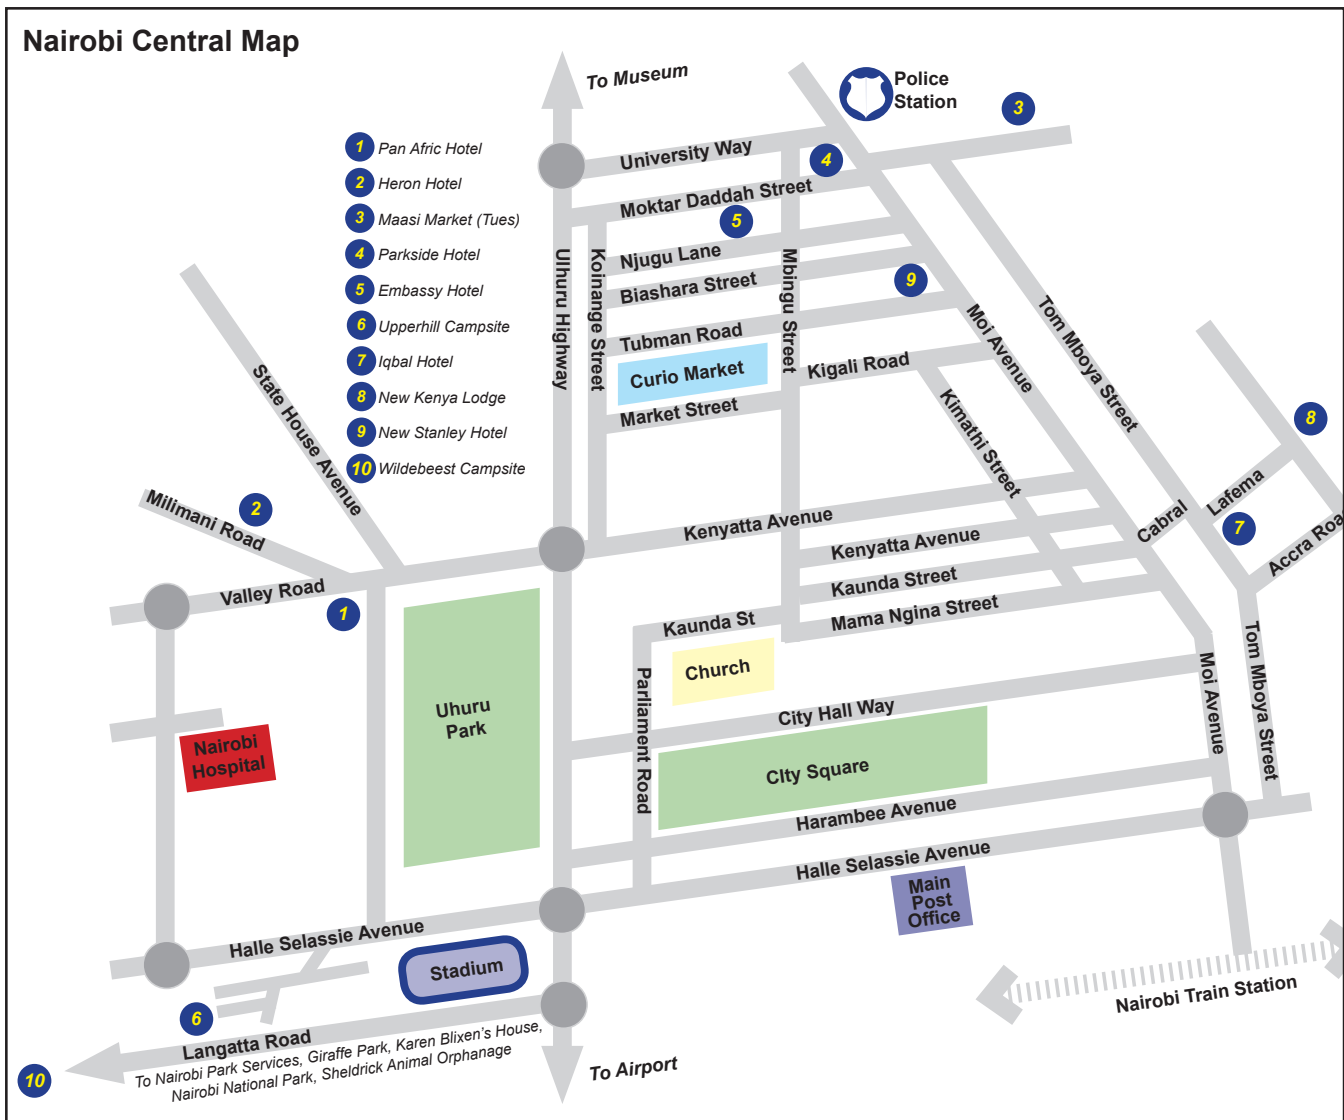 Nairobi Central Map
To Museum
Police
Station
3
1 Pan Afric Hotel
2 Heron Hotel
3 Maasi Market (Tues)
4 Parkside Hotel
5 Embassy Hotel
6 Upperhill Campsite
7 Iqbal Hotel
8 New Kenya Lodge
9 New Stanley Hotel
10 Wildebeest Campsite
University Way
4
Moktar Daddah Street
5
Njugu Lane
Biashara Street
9
Tubman Road
Ulhuru Highway
Koinange Street
Mbingu Street
Moi Avenue
Tom Mboya Street
Curio Market
Kigali Road
Market Street
Kimathi Street
State House Avenue
8
Milimani Road
2
Kenyatta Avenue
Kenyatta Avenue
Cabral
Lafema
7
Accra Roa
Valley Road
1
Kaunda Street
Kaunda St
Mama Ngina Street
Church
Parliament Road
Moi Avenue
Tom Mboya Street
Uhuru
Park
City Hall Way
Nairobi
Hospital
CIty Square
Harambee Avenue
Halle Selassie Avenue
Main
Post
Office
Halle Selassie Avenue
Stadium
Nairobi Train Station
6
Langatta Road
10
To Nairobi Park Services, Giraffe Park, Karen Blixen's House,
Nairobi National Park, Sheldrick Animal Orphanage
To Airport